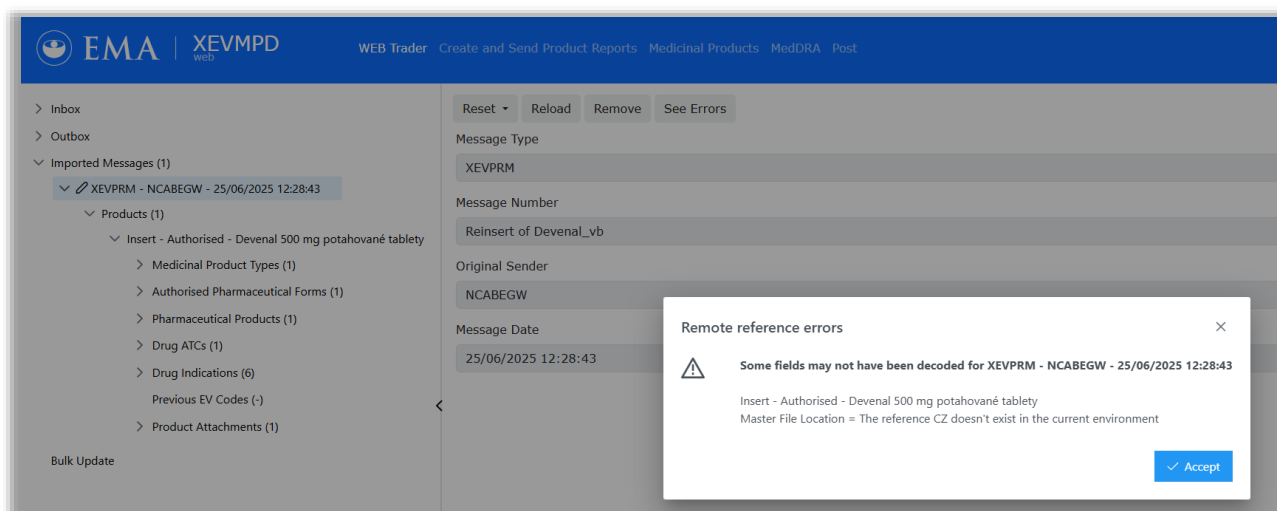 EMA XEVMPD
web
WEB Trader Create and Send Product Reports Medicinal Products MedDRA Post
Inbox
Outbox
Imported Messages (1)
XEVPRM - NCABEGW - 25/06/2025 12:28:43
Products (1)
Insert - Authorised - Devenal 500 mg potahované tablety
Medicinal Product Types (1)
Authorised Pharmaceutical Forms (1)
Pharmaceutical Products (1)
Drug ATCs (1)
Drug Indications (6)
Previous EV Codes (-)
Product Attachments (1)
Bulk Update
Reset Reload Remove See Errors
Message Type
XEVPRM
Message Number
Reinsert of Devenal_vb
Original Sender
NCABEGW
Message Date
25/06/2025 12:28:43
Remote reference errors
Some fields may not have been decoded for XEVPRM - NCABEGW - 25/06/2025 12:28:43
Insert - Authorised - Devenal 500 mg potahované tablety
Master File Location = The reference CZ doesn't exist in the current environment
Accept